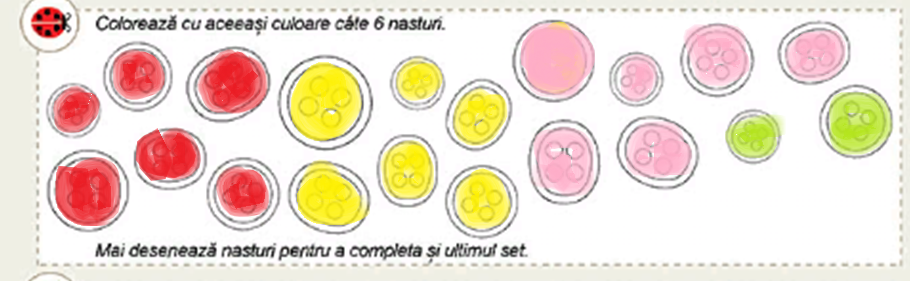 Colorează cu aceeași culoare câte 6 nasturi.
Mai desenează nasturi pentru a completa și ultimul set.